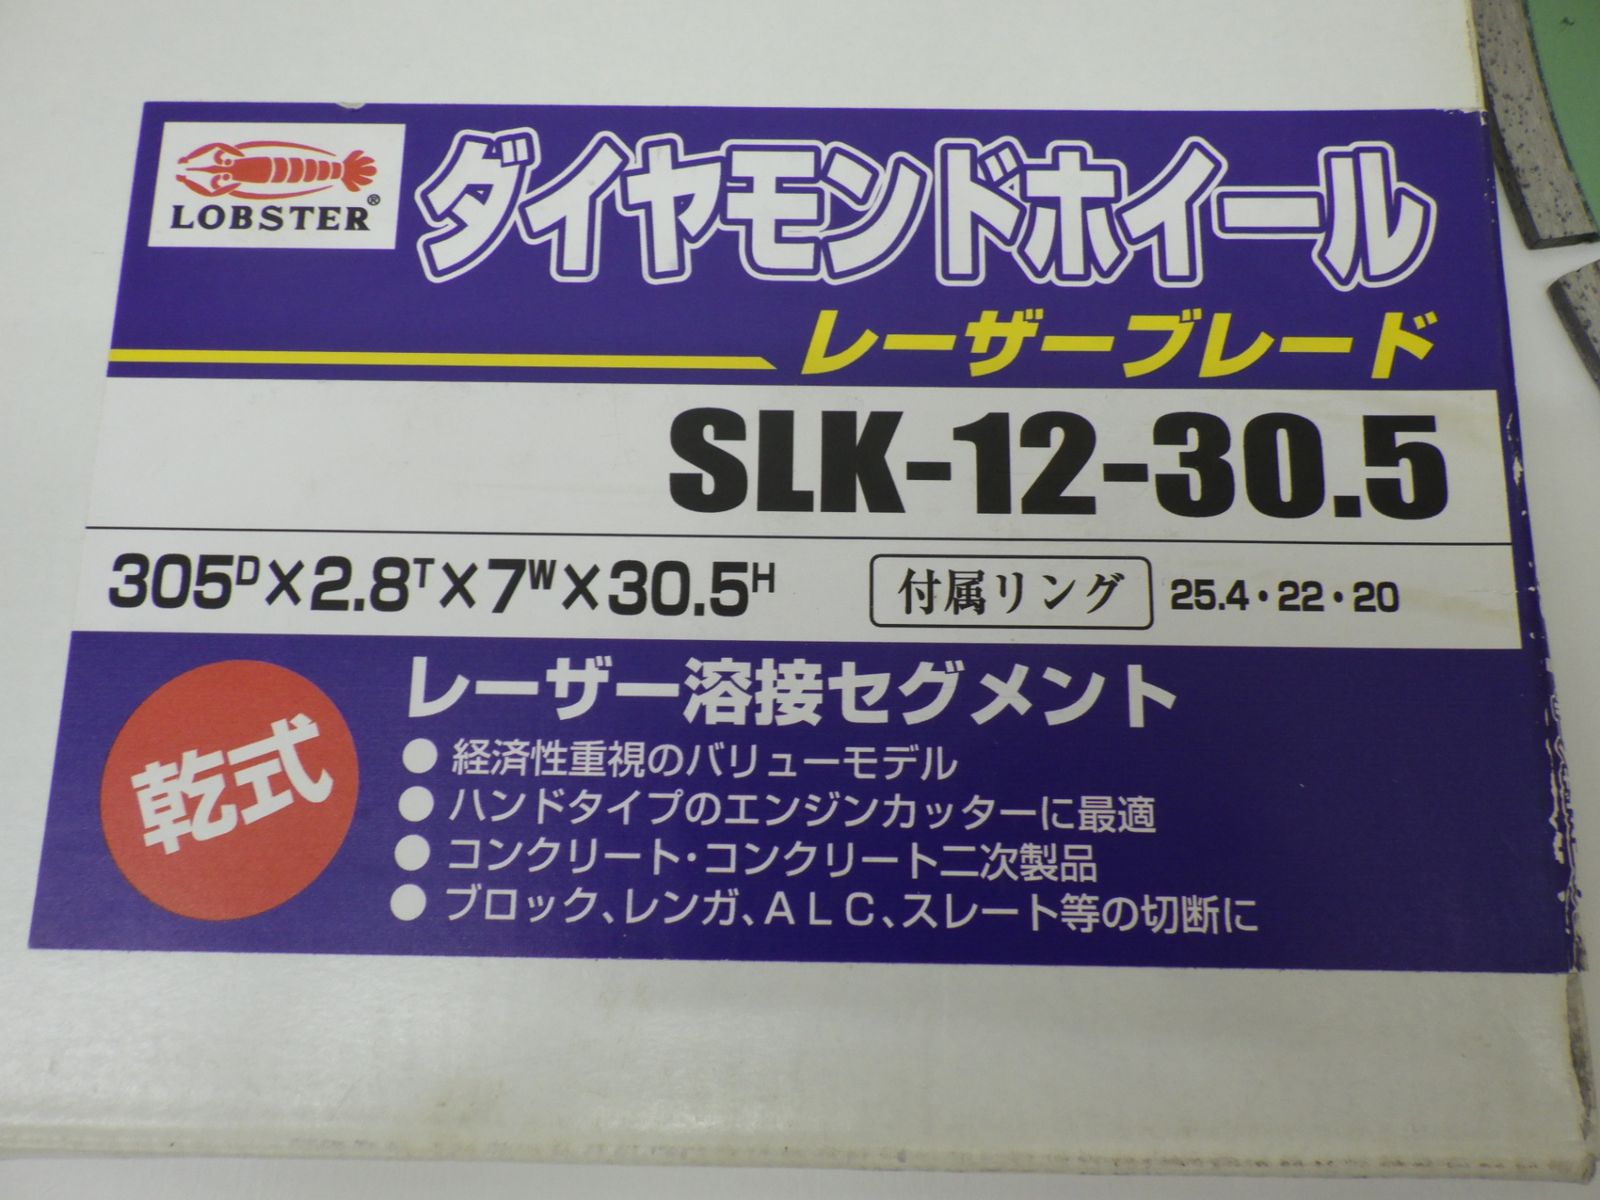 LOBSTER®
ダイヤモンドホイール
レーザーブレード
SLK-12-30.5
305D×2.8T×7W×30.5H 付属リング 25.4・22・20
乾式
レーザー溶接セグメント
● 経済性重視のバリューモデル
● ハンドタイプのエンジンカッターに最適
● コンクリート・コンクリート二次製品
● ブロック、レンガ、ALC、スレート等の切断に